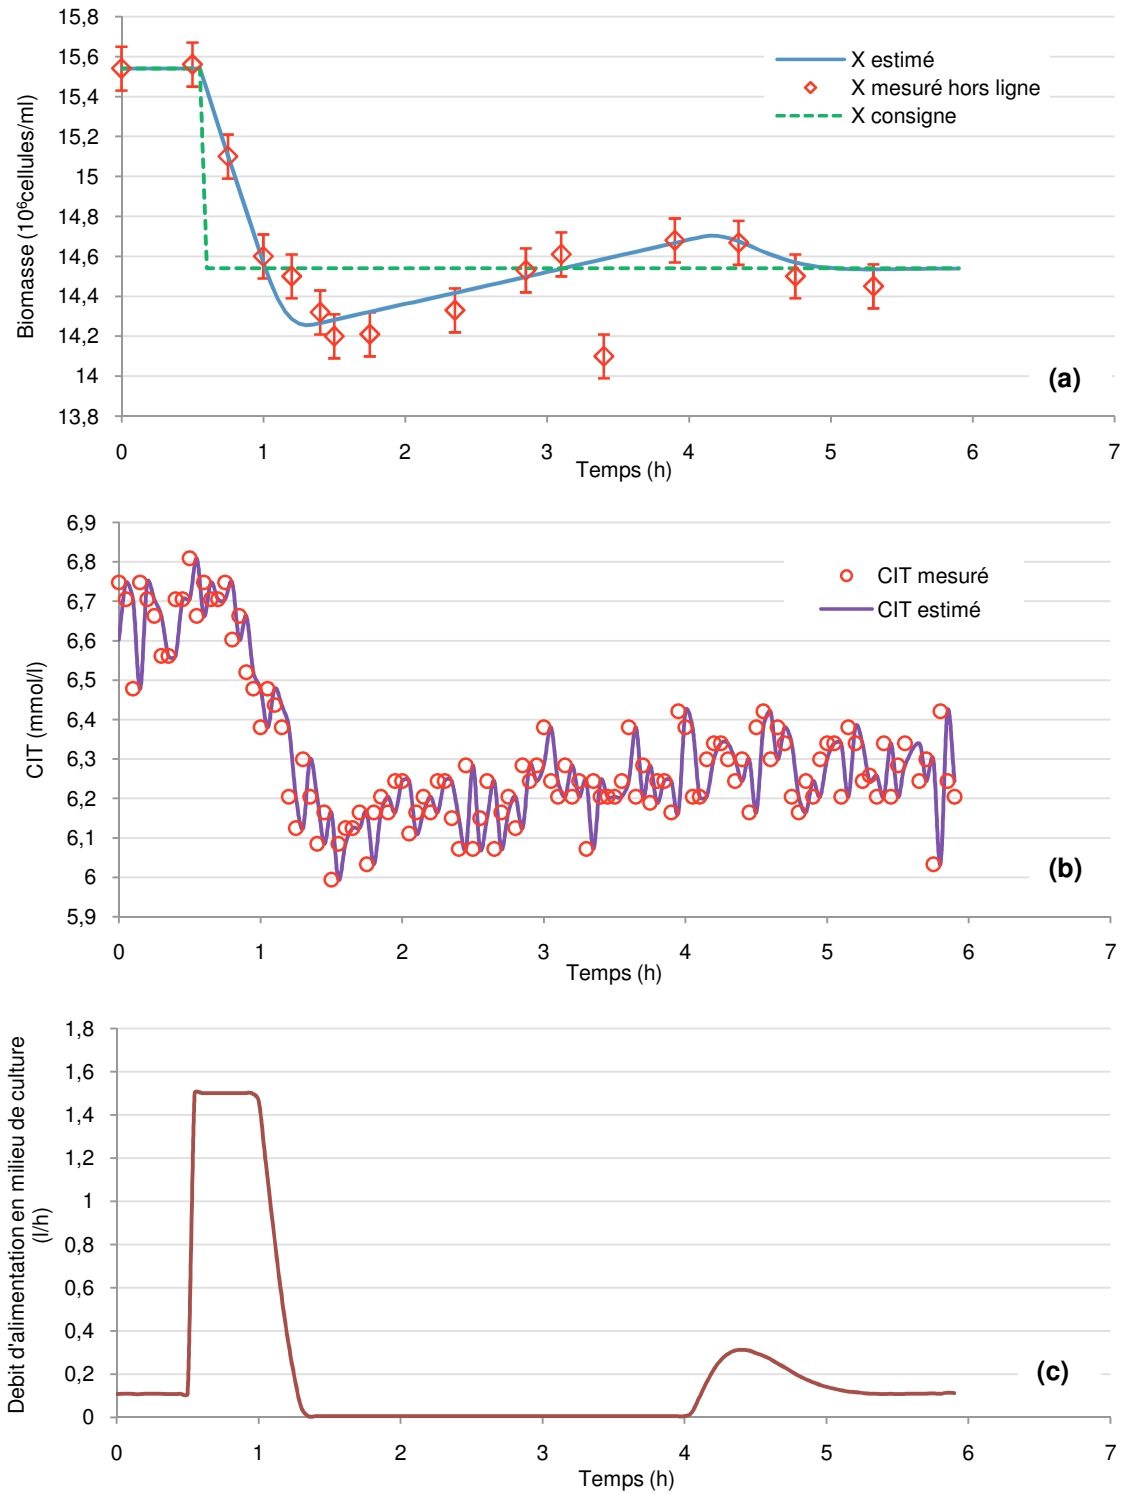 15,8
15,6
15,4
15,2
15
14,8
14,6
14,4
14,2
14
13,8
Biomasse (10⁶cellules/ml)
X estimé
X mesuré hors ligne
X consigne
(a)
0 1 2 3 4 5 6 7
Temps (h)
6,9
6,8
6,7
6,6
6,5
6,4
6,3
6,2
6,1
6
5,9
CIT (mmol/l)
CIT mesuré
CIT estimé
(b)
0 1 2 3 4 5 6 7
Temps (h)
1,8
1,6
1,4
1,2
1
0,8
0,6
0,4
0,2
0
Debit d'alimentation en milieu de culture
(l/h)
(c)
0 1 2 3 4 5 6 7
Temps (h)